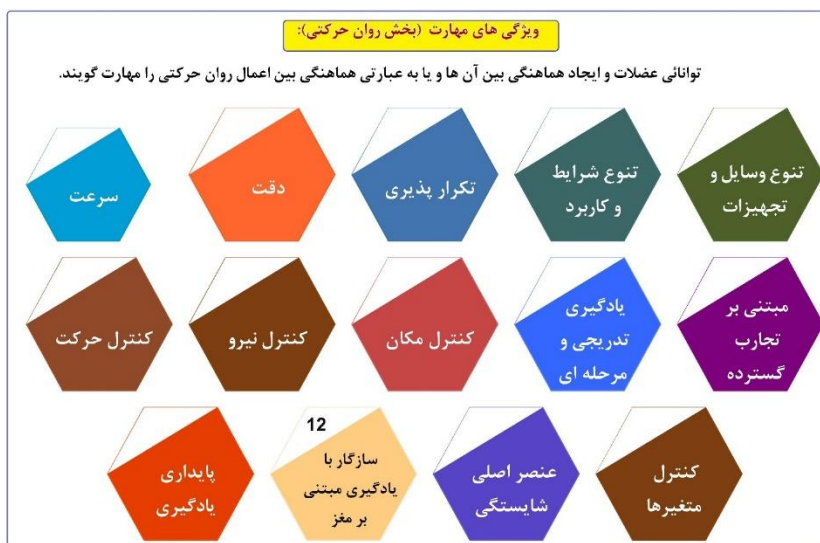 ویژگی های مهارت (بخش روان حرکتی):
توانائی عضلات و ایجاد هماهنگی بین آن ها و یا به عبارتی هماهنگی بین اعمال روان حرکتی را مهارت گویند.
تنوع وسایل و
تجهیزات
تنوع شرایط
و کاربرد
تکرار پذیری
دقت
سرعت
مبتنی بر
تجارب
گسترده
یادگیری
تدریجی و
مرحله ای
کنترل مکان
کنترل نیرو
کنترل حرکت
کنترل
متغیرها
عنصر اصلی
شایستگی
12
سازگار با
یادگیری مبتنی
بر مغز
پایداری
یادگیری